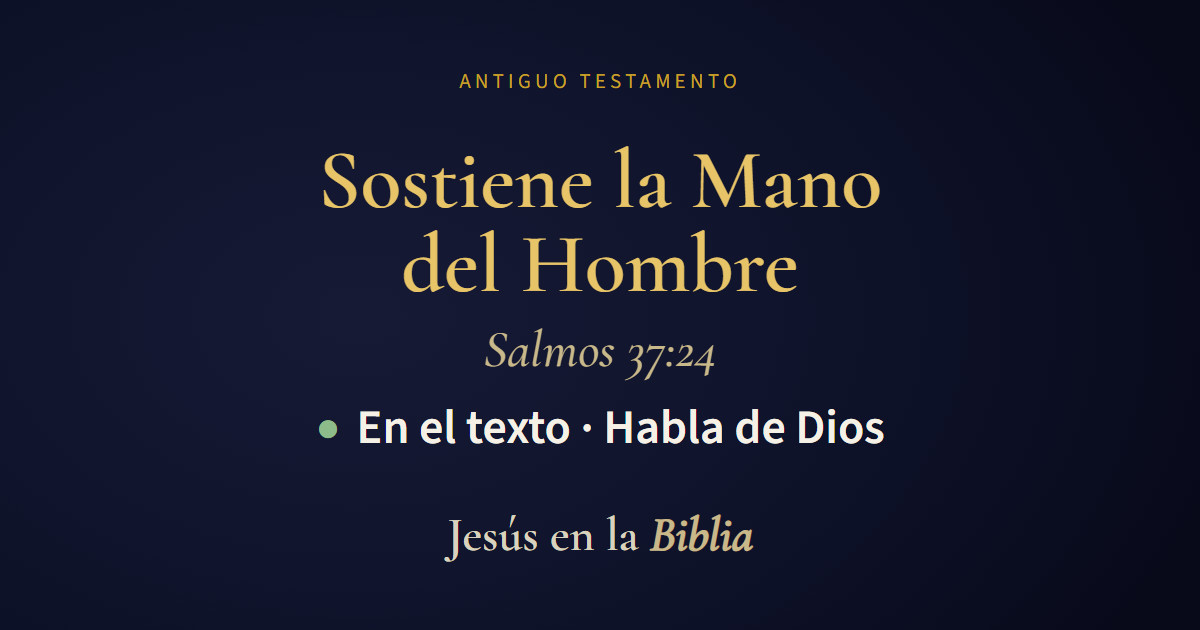 ANTIGUO TESTAMENTO
Sostiene la Mano
del Hombre
Salmos 37:24
En el texto · Habla de Dios
Jesús en la Biblia